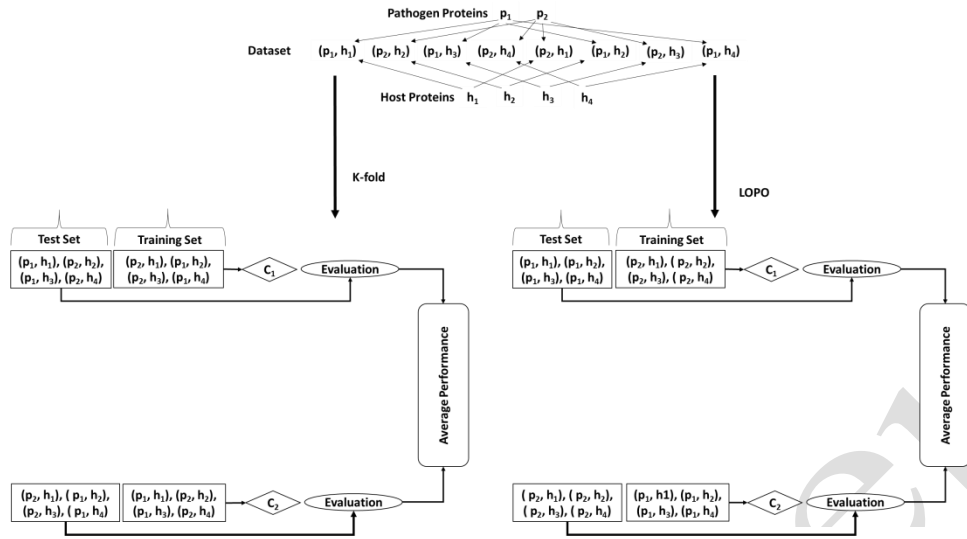 Pathogen Proteins p1 p2
Dataset (p1, h1) (p2, h2) (p1, h3) (p2, h4) (p2, h1) (p1, h2) (p2, h3) (p1, h4)
Host Proteins h1 h2 h3 h4
K-fold
LOPO
Test Set Training Set
(p1, h1), (p2, h2), (p2, h1), (p1, h2),
(p1, h3), (p2, h4) (p2, h3), (p1, h4)
C1 Evaluation
Average Performance
(p2, h1), ( p1, h2), (p1, h1), (p2, h2),
(p2, h3), ( p1, h4) (p1, h3), (p2, h4)
C2 Evaluation
Test Set Training Set
(p1, h1), (p1, h2), (p2, h1), ( p2, h2),
(p1, h3), (p1, h4) (p2, h3), ( p2, h4)
C1 Evaluation
Average Performance
( p2, h1), ( p2, h2), (p1, h1), (p1, h2),
( p2, h3), ( p2, h4) (p1, h3), (p1, h4)
C2 Evaluation